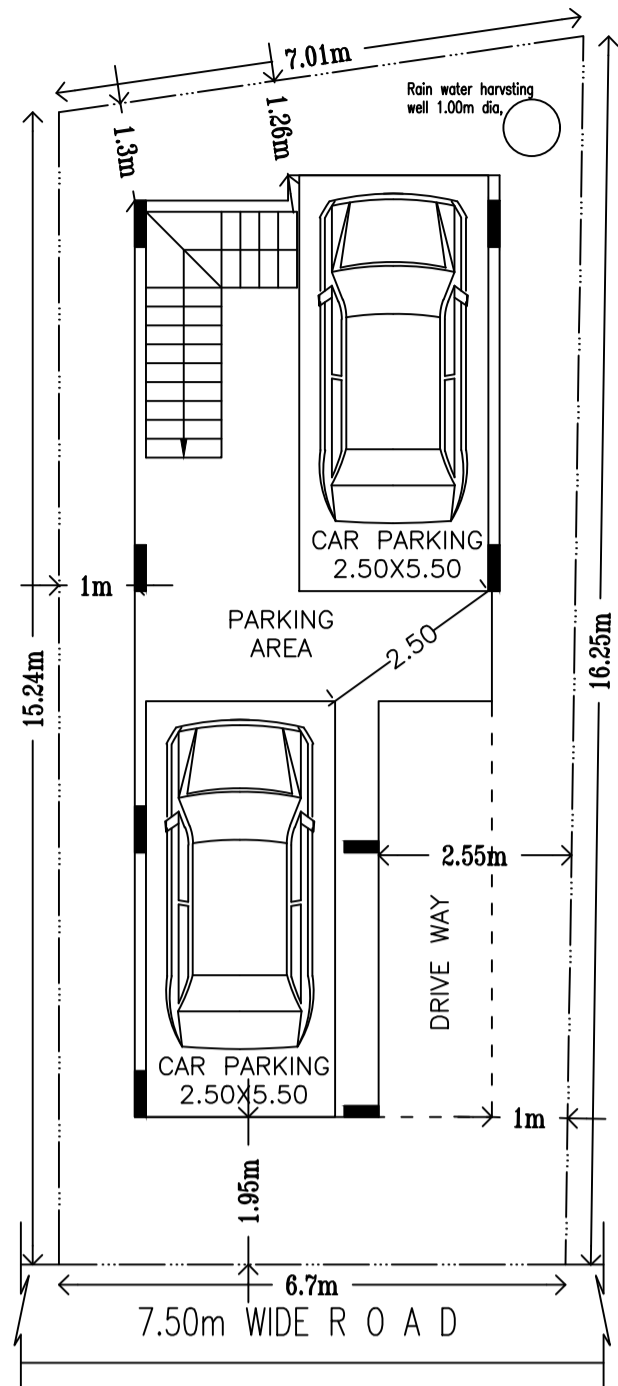 7.01m
Rain water harvsting
well 1.00m dia,
1.3m
1.26m
CAR PARKING
2.50X5.50
1m
PARKING
AREA
2.50
15.24m
16.25m
2.55m
DRIVE WAY
CAR PARKING
2.50X5.50
1m
1.95m
6.7m
7.50m WIDE R O A D